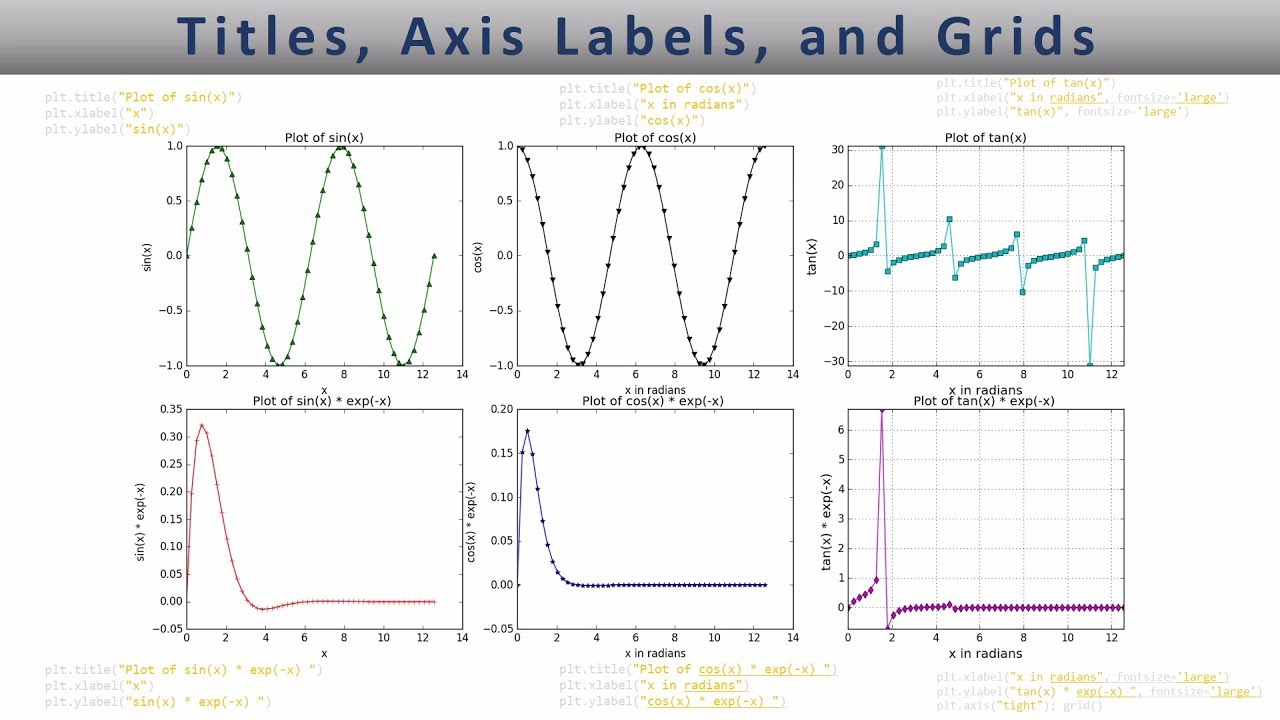 Titles, Axis Labels, and Grids
plt.title("Plot of sin(x)")
plt.xlabel("x")
plt.ylabel("sin(x)")
plt.title("Plot of cos(x)")
plt.xlabel("x in radians")
plt.ylabel("cos(x)")
plt.title("Plot of tan(x)")
plt.xlabel("x in radians", fontsize='large')
plt.ylabel("tan(x)", fontsize='large')
Plot of sin(x)
1.0
0.5
0.0
−0.5
−1.0
sin(x)
0 2 4 6 8 10 12 14
x
Plot of cos(x)
1.0
0.5
0.0
−0.5
−1.0
cos(x)
0 2 4 6 8 10 12 14
x in radians
Plot of tan(x)
30
20
10
0
−10
−20
−30
tan(x)
0 2 4 6 8 10 12
x in radians
Plot of sin(x) * exp(-x)
0.35
0.30
0.25
0.20
0.15
0.10
0.05
0.00
−0.05
sin(x) * exp(-x)
0 2 4 6 8 10 12 14
x
Plot of cos(x) * exp(-x)
0.20
0.15
0.10
0.05
0.00
−0.05
cos(x) * exp(-x)
0 2 4 6 8 10 12 14
x in radians
Plot of tan(x) * exp(-x)
6
5
4
3
2
1
0
tan(x) * exp(-x)
0 2 4 6 8 10 12
x in radians
plt.title("Plot of sin(x) * exp(-x) ")
plt.xlabel("x")
plt.ylabel("sin(x) * exp(-x) ")
plt.title("Plot of cos(x) * exp(-x) ")
plt.xlabel("x in radians")
plt.ylabel("cos(x) * exp(-x) ")
plt.xlabel("x in radians", fontsize='large')
plt.ylabel("tan(x) * exp(-x) ", fontsize='large')
plt.axis("tight"); grid()